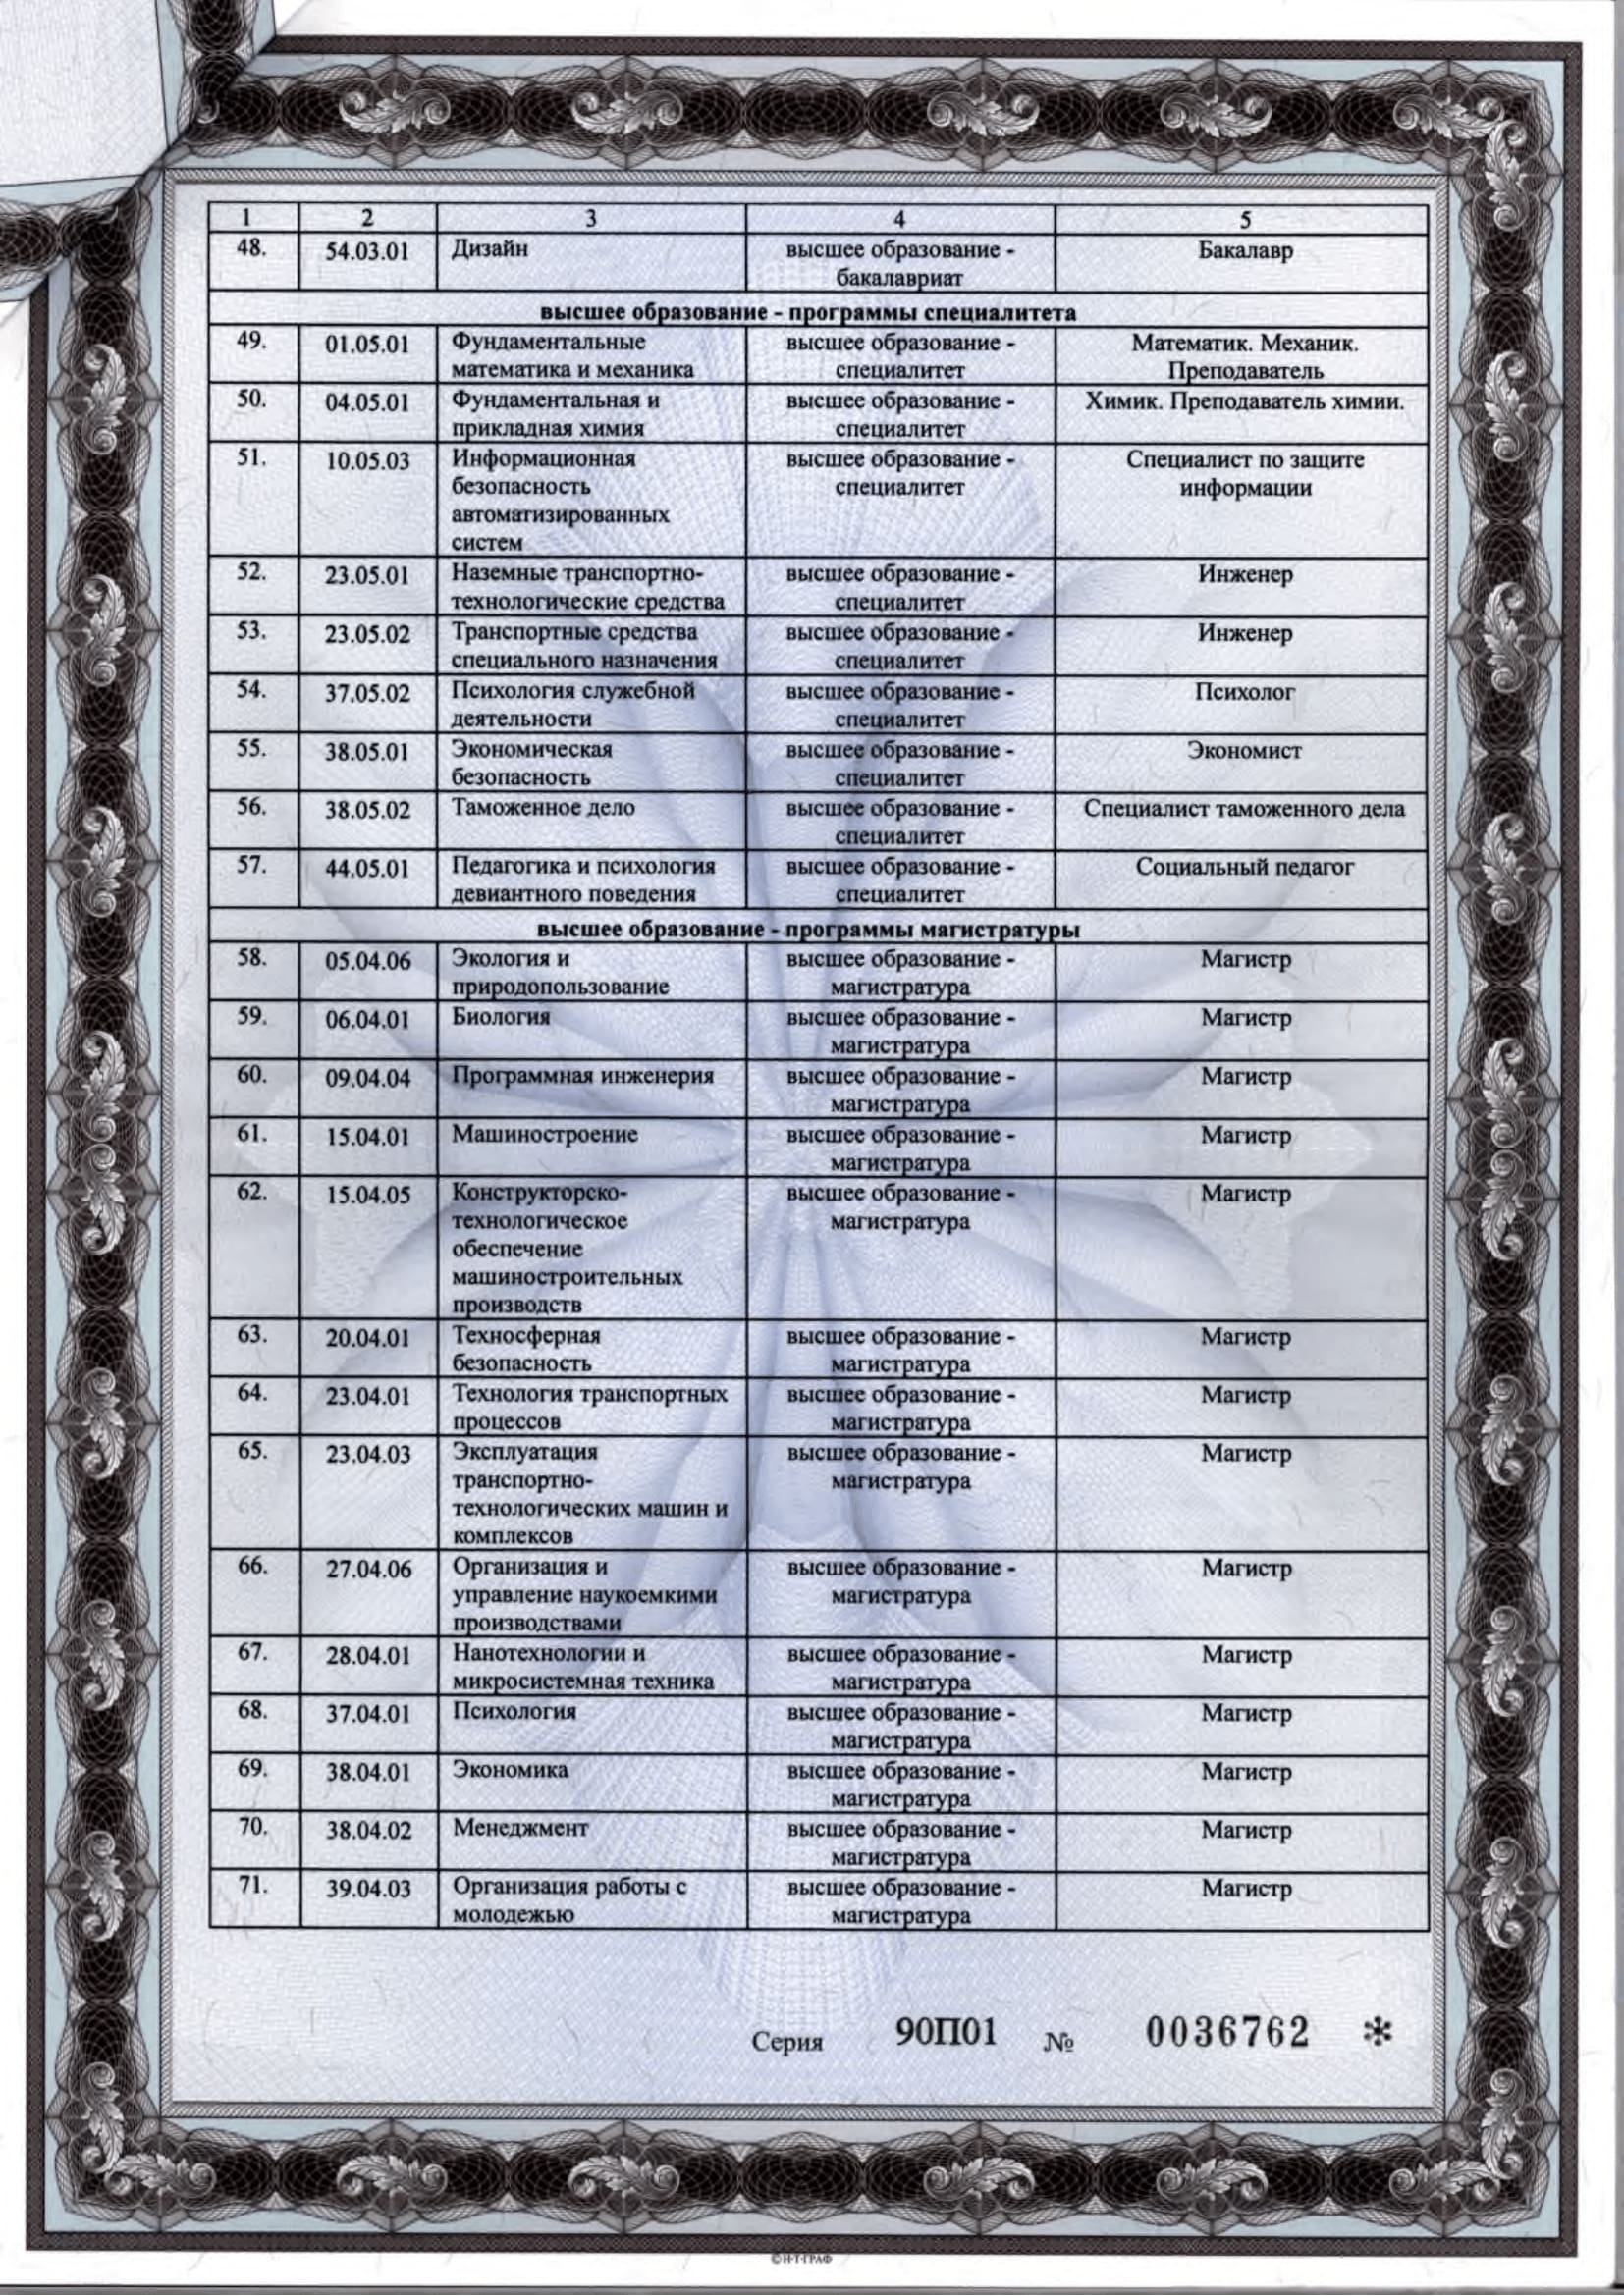 1 2 3 4 5
48. 54.03.01 Дизайн высшее образование - Бакалавр
бакалавриат
высшее образование - программы специалитета
49. 01.05.01 Фундаментальные высшее образование - Математик. Механик.
математика и механика специалитет Преподаватель
50. 04.05.01 Фундаментальная и высшее образование - Химик. Преподаватель химии.
прикладная химия специалитет
51. 10.05.03 Информационная высшее образование - Специалист по защите
безопасность специалитет информации
автоматизированных
систем
52. 23.05.01 Наземные транспортно- высшее образование - Инженер
технологические средства специалитет
53. 23.05.02 Транспортные средства высшее образование - Инженер
специального назначения специалитет
54. 37.05.02 Психология служебной высшее образование - Психолог
деятельности специалитет
55. 38.05.01 Экономическая высшее образование - Экономист
безопасность специалитет
56. 38.05.02 Таможенное дело высшее образование - Специалист таможенного дела
специалитет
57. 44.05.01 Педагогика и психология высшее образование - Социальный педагог
девиантного поведения специалитет
высшее образование - программы магистратуры
58. 05.04.06 Экология и высшее образование - Магистр
природопользование магистратура
59. 06.04.01 Биология высшее образование - Магистр
магистратура
60. 09.04.04 Программная инженерия высшее образование - Магистр
магистратура
61. 15.04.01 Машиностроение высшее образование - Магистр
магистратура
62. 15.04.05 Конструкторско- высшее образование - Магистр
технологическое магистратура
обеспечение
машиностроительных
производств
63. 20.04.01 Техносферная высшее образование - Магистр
безопасность магистратура
64. 23.04.01 Технология транспортных высшее образование - Магистр
процессов магистратура
65. 23.04.03 Эксплуатация высшее образование - Магистр
транспортно- магистратура
технологических машин и
комплексов
66. 27.04.06 Организация и высшее образование - Магистр
управление наукоемкими магистратура
производствами
67. 28.04.01 Нанотехнологии и высшее образование - Магистр
микросистемная техника магистратура
68. 37.04.01 Психология высшее образование - Магистр
магистратура
69. 38.04.01 Экономика высшее образование - Магистр
магистратура
70. 38.04.02 Менеджмент высшее образование - Магистр
магистратура
71. 39.04.03 Организация работы с высшее образование - Магистр
молодежью магистратура
Серия 90П01 № 0036762 *
© Н-Т-ГРАФ